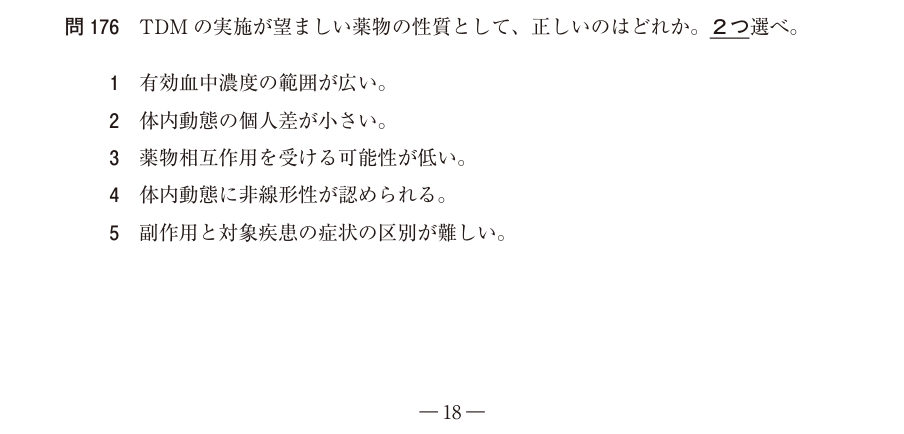 問 176 TDM の実施が望ましい薬物の性質として、正しいのはどれか。２つ選べ。
1 有効血中濃度の範囲が広い。
2 体内動態の個人差が小さい。
3 薬物相互作用を受ける可能性が低い。
4 体内動態に非線形性が認められる。
5 副作用と対象疾患の症状の区別が難しい。
— 18 —